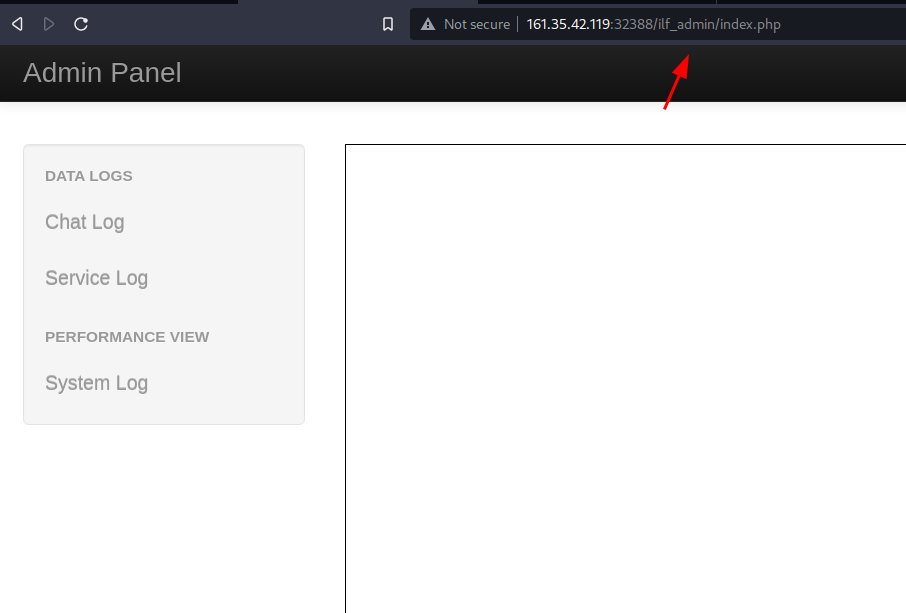 Not secure 161.35.42.119:32388/ilf_admin/index.php
Admin Panel
DATA LOGS
Chat Log
Service Log
PERFORMANCE VIEW
System Log